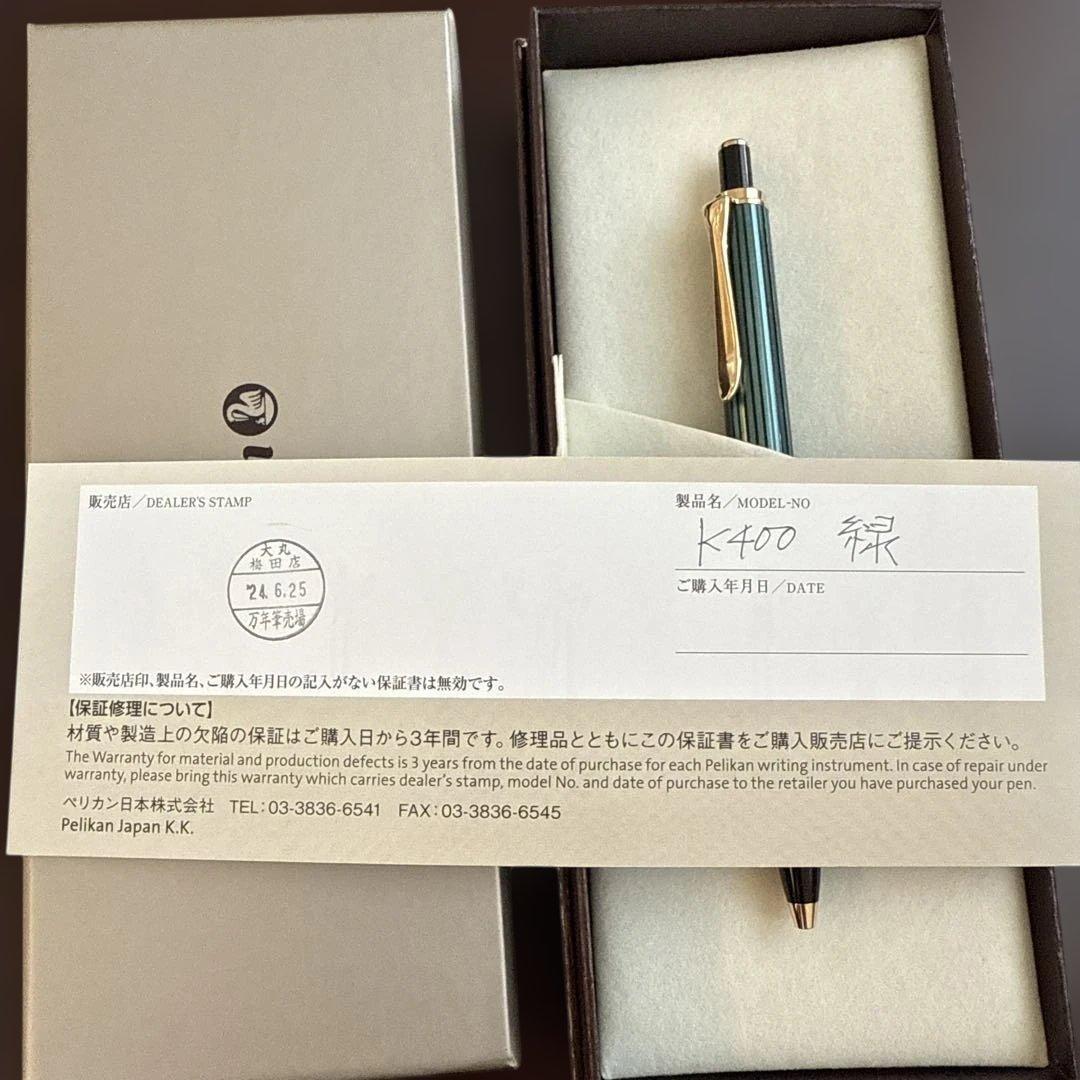 販売店／DEALER'S STAMP
大丸
梅田店
'24.6.25
万年筆売場
製品名／MODEL-NO
K400 緑
ご購入年月日／DATE
※販売店印、製品名、ご購入年月日の記入がない保証書は無効です。
【保証修理について】
材質や製造上の欠陥の保証はご購入日から3年間です。修理品とともにこの保証書をご購入販売店にご提示ください。
The Warranty for material and production defects is 3 years from the date of purchase for each Pelikan writing instrument. In case of repair under
warranty, please bring this warranty which carries dealer's stamp, model No. and date of purchase to the retailer you have purchased your pen.
ペリカン日本株式会社 TEL：03-3836-6541 FAX：03-3836-6545
Pelikan Japan K.K.